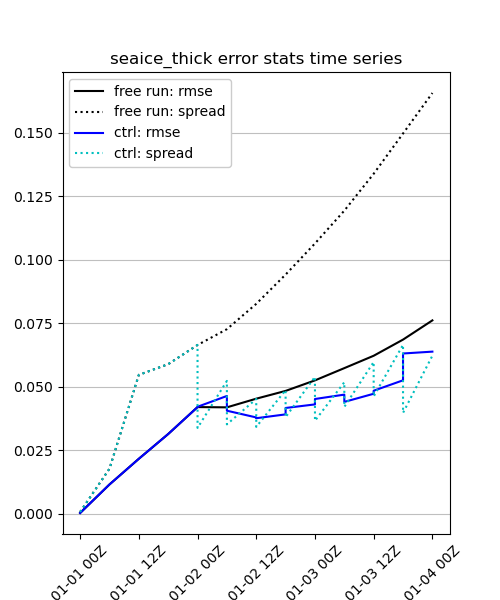 seaice_thick error stats time series
free run: rmse
free run: spread
ctrl: rmse
ctrl: spread
0.150
0.125
0.100
0.075
0.050
0.025
0.000
01-01 00Z
01-01 12Z
01-02 00Z
01-02 12Z
01-03 00Z
01-03 12Z
01-04 00Z